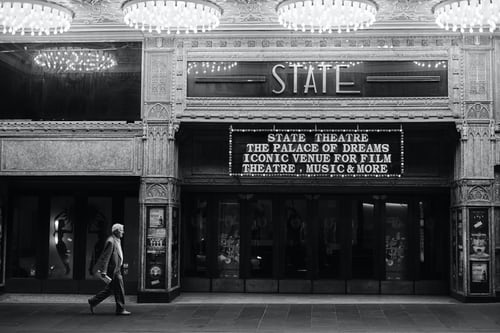 STATE
STATE THEATRE
THE PALACE OF DREAMS
ICONIC VENUE FOR FILM
THEATRE . MUSIC & MORE